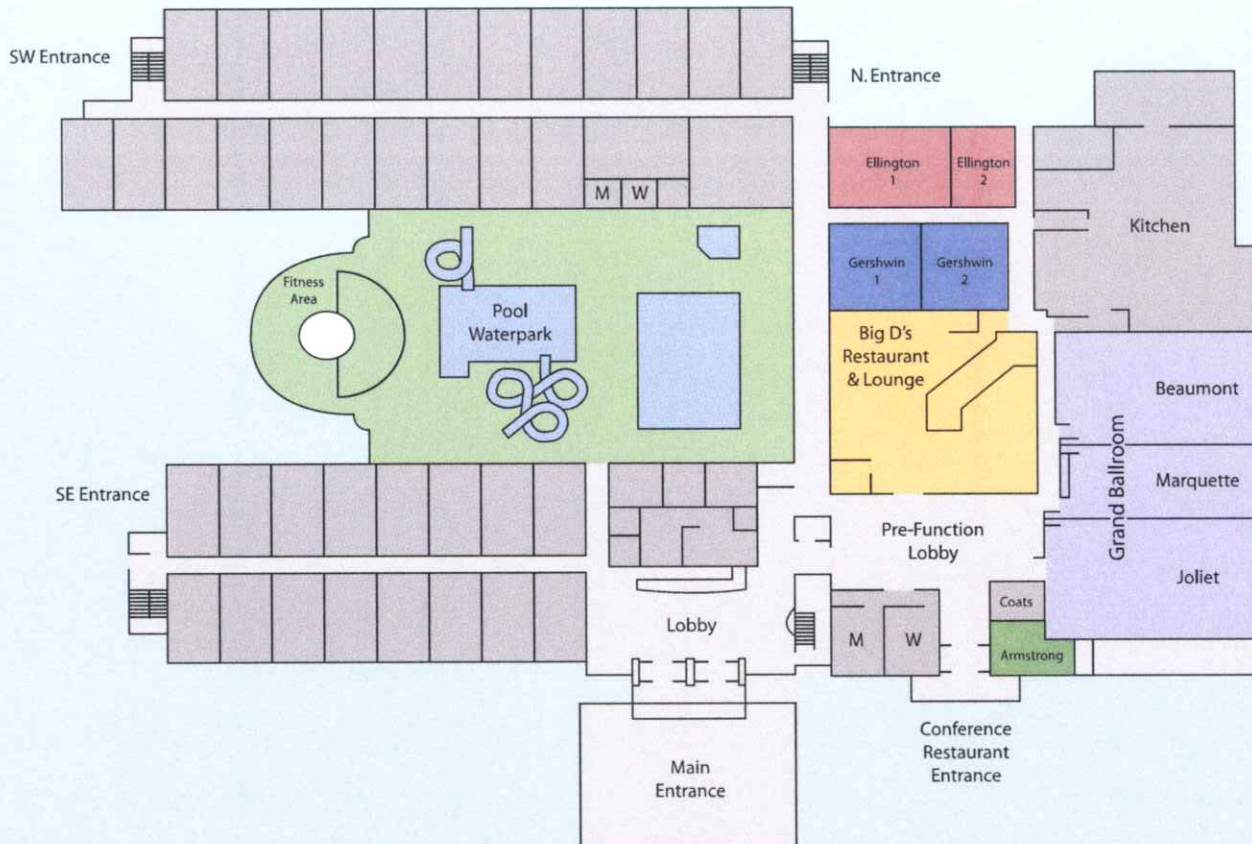 SW Entrance
N. Entrance
Ellington
1
Ellington
2
M
W
Kitchen
Gershwin
1
Gershwin
2
Fitness
Area
Pool
Waterpark
Big D's
Restaurant
& Lounge
Beaumont
Grand Ballroom
Marquette
SE Entrance
Pre-Function
Lobby
Joliet
Coats
Lobby
M
W
Armstrong
Conference
Restaurant
Entrance
Main
Entrance